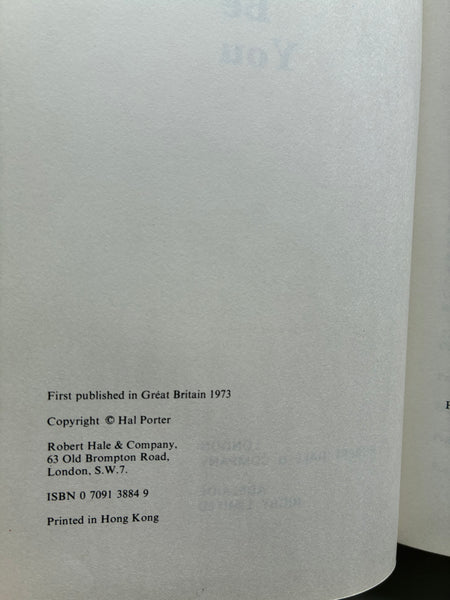 First published in Great Britain 1973
Copyright © Hal Porter
Robert Hale & Company,
63 Old Brompton Road,
London, S.W.7.
ISBN 0 7091 3884 9
Printed in Hong Kong